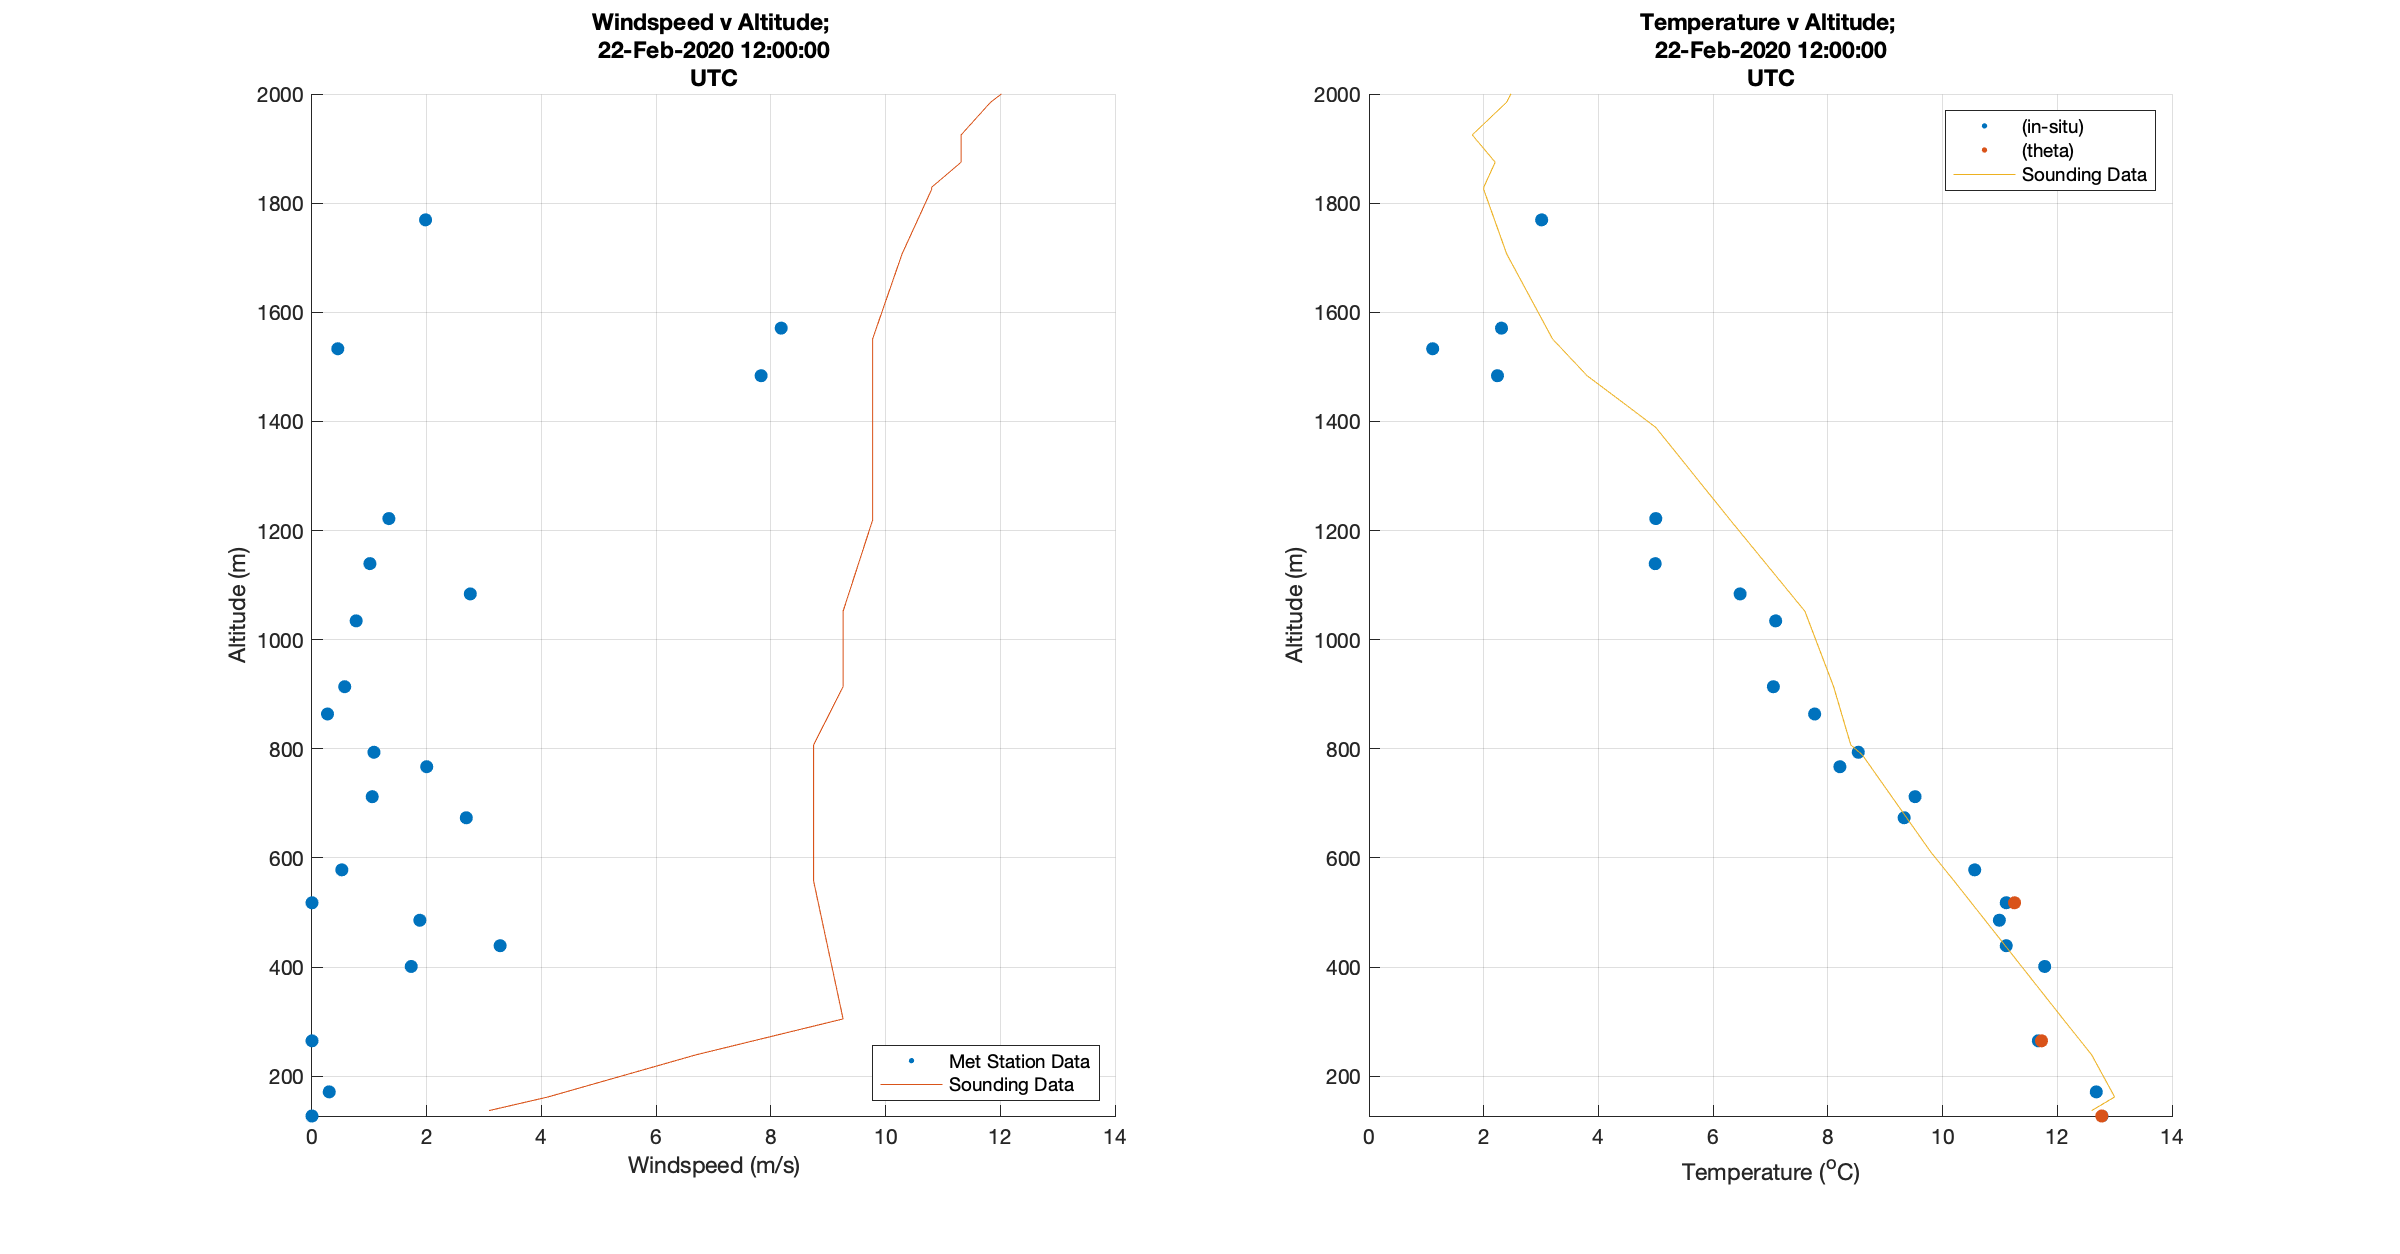 Windspeed v Altitude;
22-Feb-2020 12:00:00
UTC
2000
1800
1600
1400
1200
1000
800
600
400
200
Altitude (m)
0 2 4 6 8 10 12 14
Windspeed (m/s)
Met Station Data
Sounding Data
Temperature v Altitude;
22-Feb-2020 12:00:00
UTC
2000
1800
1600
1400
1200
1000
800
600
400
200
Altitude (m)
0 2 4 6 8 10 12 14
Temperature (°C)
(in-situ)
(theta)
Sounding Data